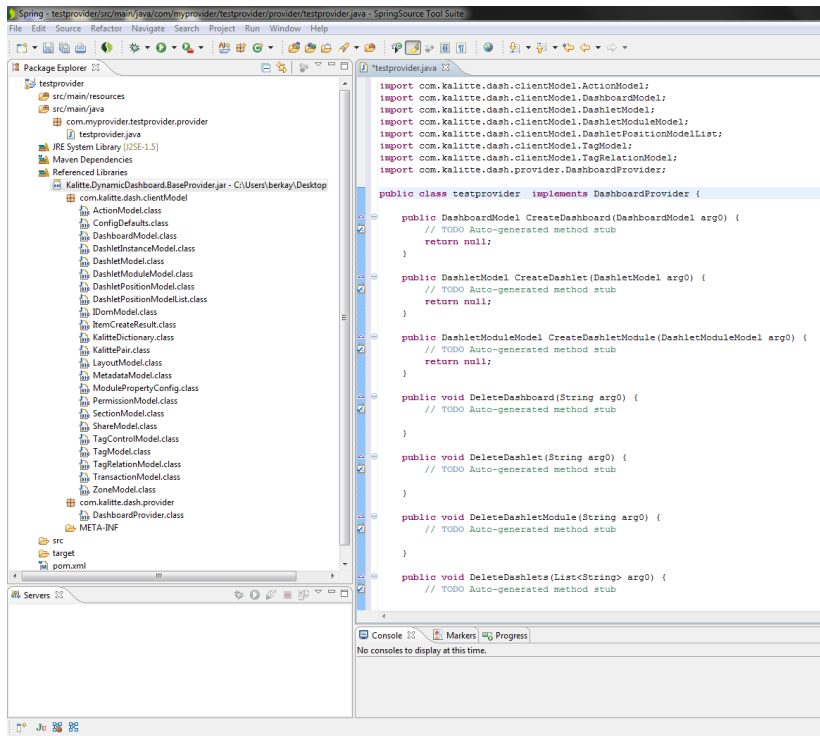 Spring - testprovider/src/main/java/com/myprovider/testprovider/provider/testprovider.java - SpringSource Tool Suite
File Edit Source Refactor Navigate Search Project Run Window Help
Package Explorer
testprovider
src/main/resources
src/main/java
com.myprovider.testprovider.provider
testprovider.java
JRE System Library [J2SE-1.5]
Maven Dependencies
Referenced Libraries
Kalitte.DynamicDashboard.BaseProvider.jar - C:\Users\berkay\Desktop
com.kalitte.dash.clientModel
ActionModel.class
ConfigDefaults.class
DashboardModel.class
DashletInstanceModel.class
DashletModel.class
DashletModuleModel.class
DashletPositionModel.class
DashletPositionModelList.class
IDomModel.class
ItemCreateResult.class
KalitteDictionary.class
KalittePair.class
LayoutModel.class
MetadataModel.class
ModulePropertyConfig.class
PermissionModel.class
SectionModel.class
ShareModel.class
TagControlModel.class
TagModel.class
TagRelationModel.class
TransactionModel.class
ZoneModel.class
com.kalitte.dash.provider
DashboardProvider.class
META-INF
src
target
pom.xml
Servers
*testprovider.java
import com.kalitte.dash.clientModel.ActionModel;
import com.kalitte.dash.clientModel.DashboardModel;
import com.kalitte.dash.clientModel.DashletModel;
import com.kalitte.dash.clientModel.DashletModuleModel;
import com.kalitte.dash.clientModel.DashletPositionModelList;
import com.kalitte.dash.clientModel.TagModel;
import com.kalitte.dash.clientModel.TagRelationModel;
import com.kalitte.dash.provider.DashboardProvider;
public class testprovider  implements DashboardProvider {
public DashboardModel CreateDashboard(DashboardModel arg0) {
// TODO Auto-generated method stub
return null;
}
public DashletModel CreateDashlet(DashletModel arg0) {
// TODO Auto-generated method stub
return null;
}
public DashletModuleModel CreateDashletModule(DashletModuleModel arg0) {
// TODO Auto-generated method stub
return null;
}
public void DeleteDashboard(String arg0) {
// TODO Auto-generated method stub
}
public void DeleteDashlet(String arg0) {
// TODO Auto-generated method stub
}
public void DeleteDashletModule(String arg0) {
// TODO Auto-generated method stub
}
public void DeleteDashlets(List<String> arg0) {
// TODO Auto-generated method stub
Console Markers Progress
No consoles to display at this time.
Ju